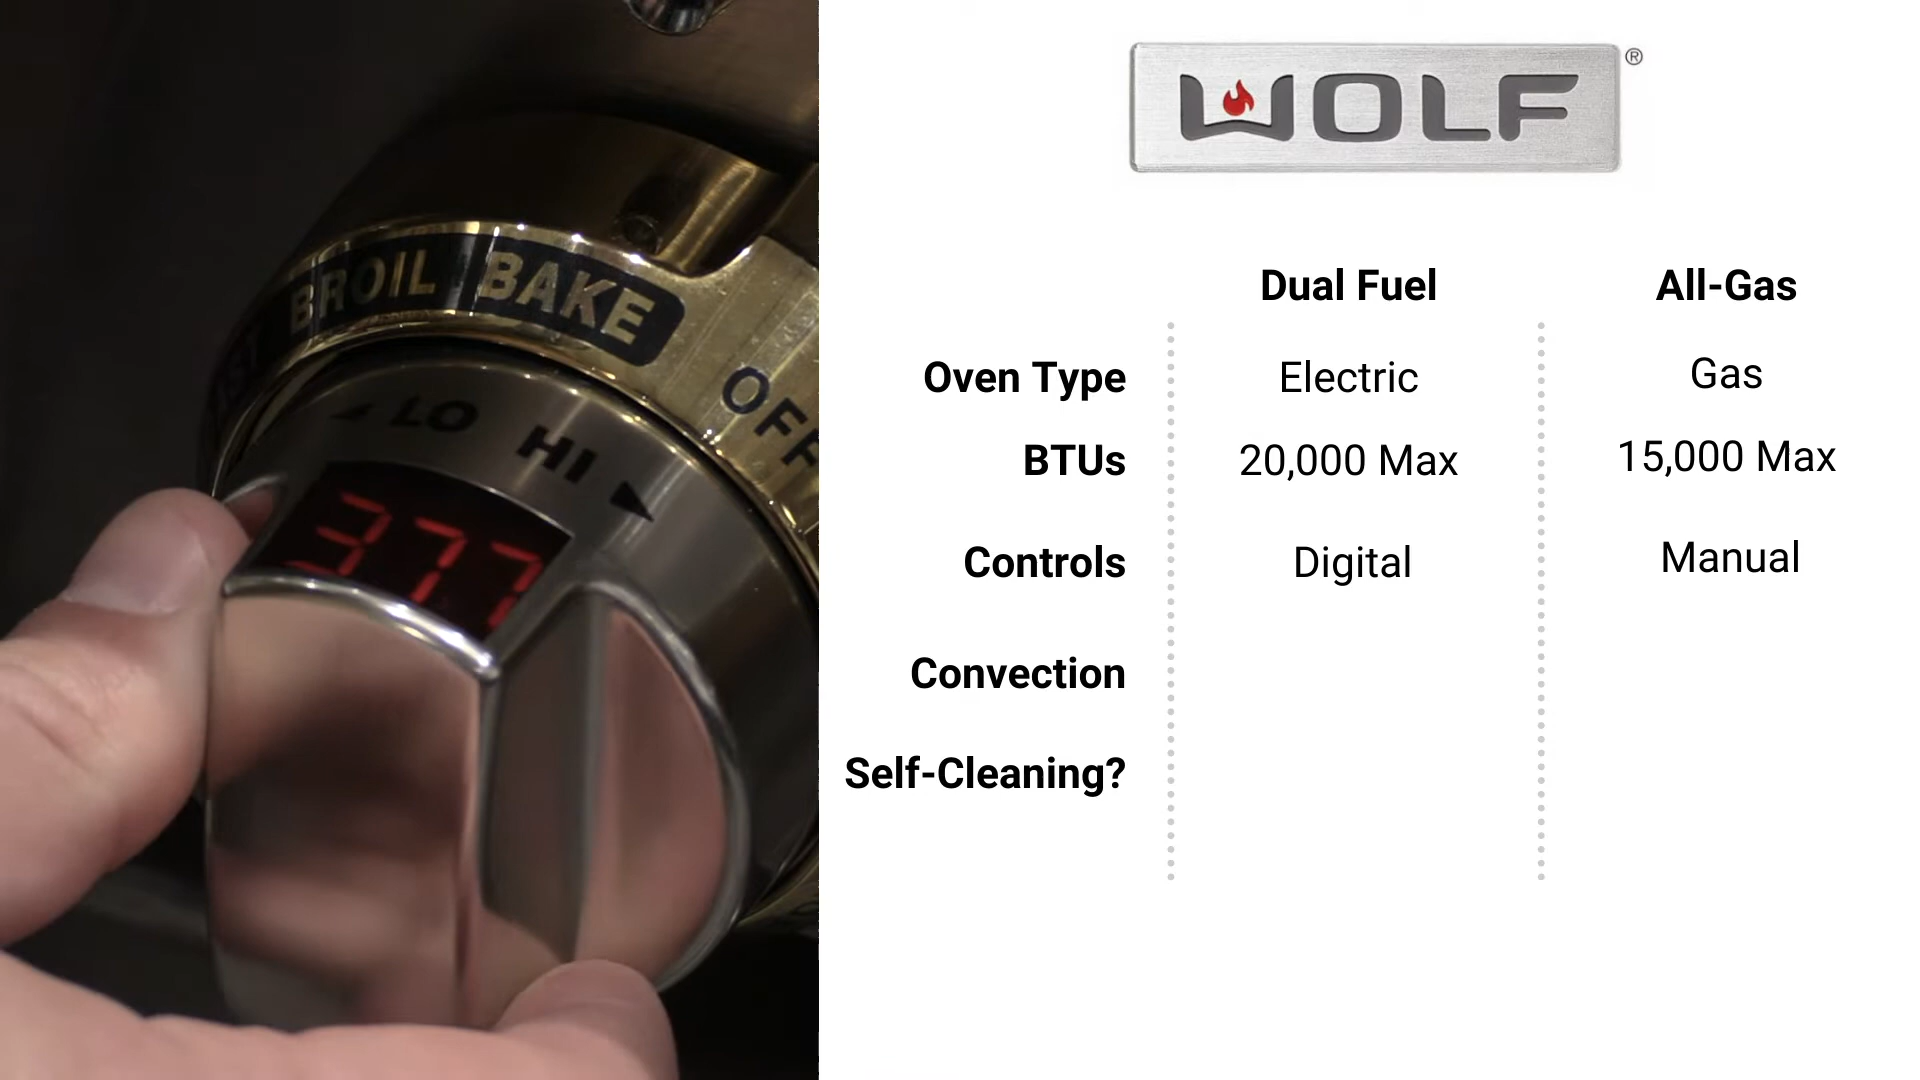 BROIL BAKE
OFF
LO HI
377
WOLF®
Dual Fuel All-Gas
Oven Type Electric Gas
BTUs 20,000 Max 15,000 Max
Controls Digital Manual
Convection
Self-Cleaning?